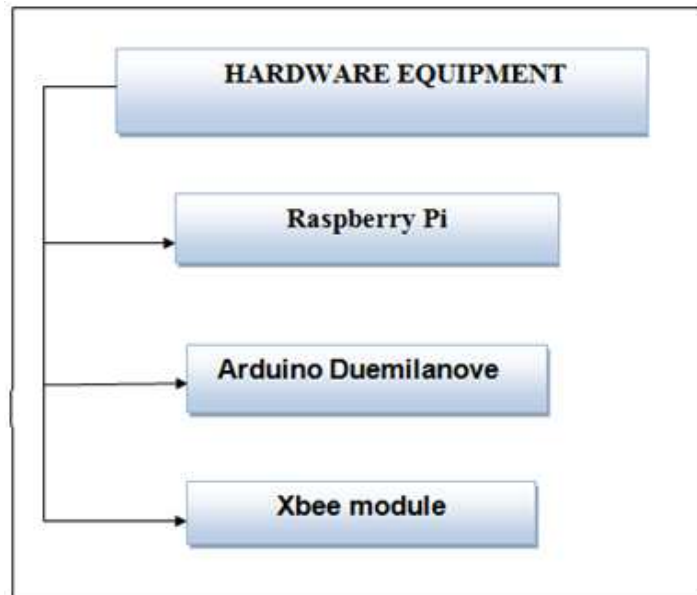 HARDWARE EQUIPMENT
Raspberry Pi
Arduino Duemilanove
Xbee module